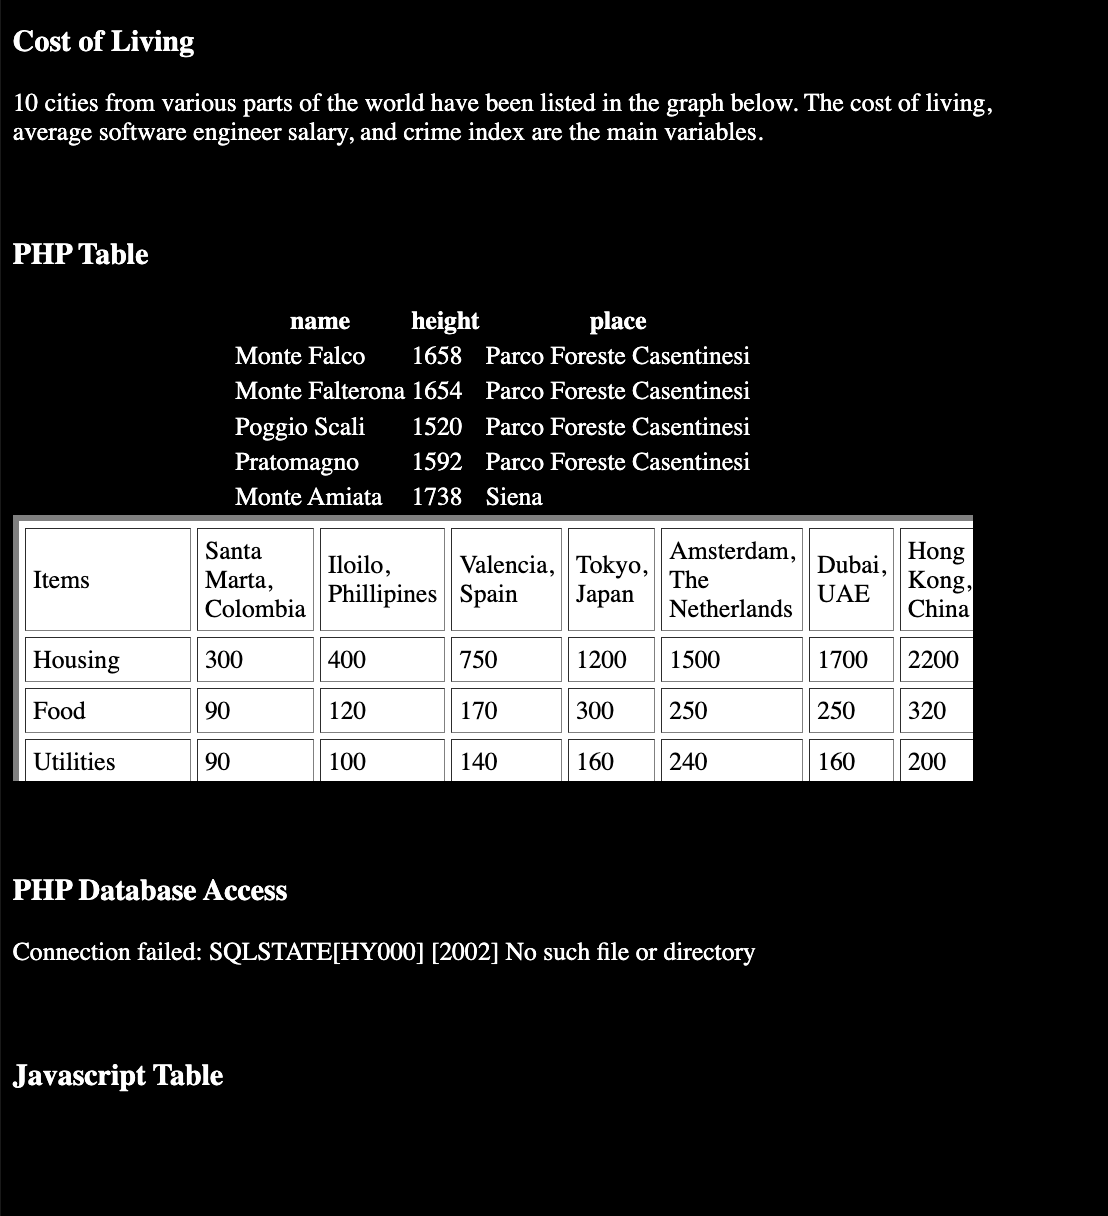 Cost of Living
10 cities from various parts of the world have been listed in the graph below. The cost of living,
average software engineer salary, and crime index are the main variables.
PHP Table
name height place
Monte Falco 1658 Parco Foreste Casentinesi
Monte Falterona 1654 Parco Foreste Casentinesi
Poggio Scali 1520 Parco Foreste Casentinesi
Pratomagno 1592 Parco Foreste Casentinesi
Monte Amiata 1738 Siena
Items Santa Marta, Colombia Iloilo, Phillipines Valencia, Spain Tokyo, Japan Amsterdam, The Netherlands Dubai, UAE Hong Kong, China
Housing 300 400 750 1200 1500 1700 2200
Food 90 120 170 300 250 250 320
Utilities 90 100 140 160 240 160 200
PHP Database Access
Connection failed: SQLSTATE[HY000] [2002] No such file or directory
Javascript Table